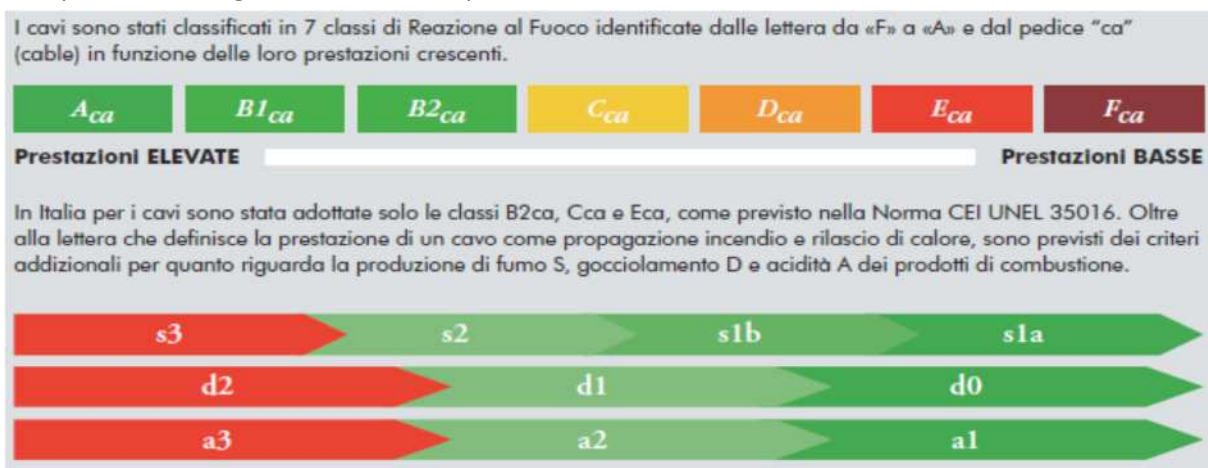 I cavi sono stati classificati in 7 classi di Reazione al Fuoco identificate dalle lettera da «F» a «A» e dal pedice “ca”
(cable) in funzione delle loro prestazioni crescenti.
Aca B1ca B2ca Cca Dca Eca Fca
Prestazioni ELEVATE Prestazioni BASSE
In Italia per i cavi sono stata adottate solo le classi B2ca, Cca e Eca, come previsto nella Norma CEI UNEL 35016. Oltre
alla lettera che definisce la prestazione di un cavo come propagazione incendio e rilascio di calore, sono previsti dei criteri
addizionali per quanto riguarda la produzione di fumo S, gocciolamento D e acidità A dei prodotti di combustione.
s3 s2 s1b s1a
d2 d1 d0
a3 a2 a1